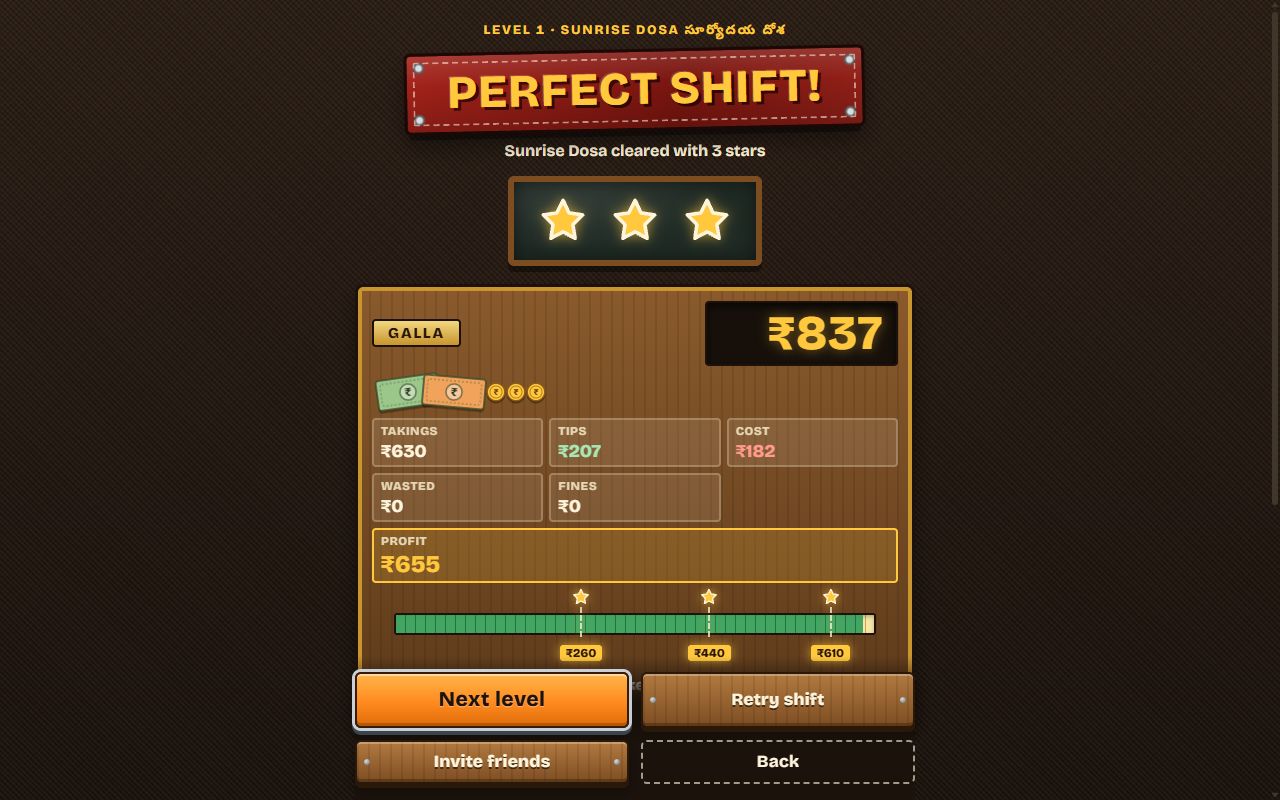 LEVEL 1 · SUNRISE DOSA సూర్యోదయ దోశ
PERFECT SHIFT!
Sunrise Dosa cleared with 3 stars
GALLA
₹837
₹ ₹ ₹ ₹ ₹
TAKINGS
₹630
TIPS
₹207
COST
₹182
WASTED
₹0
FINES
₹0
PROFIT
₹655
₹260
₹440
₹610
Next level
Retry shift
Invite friends
Back